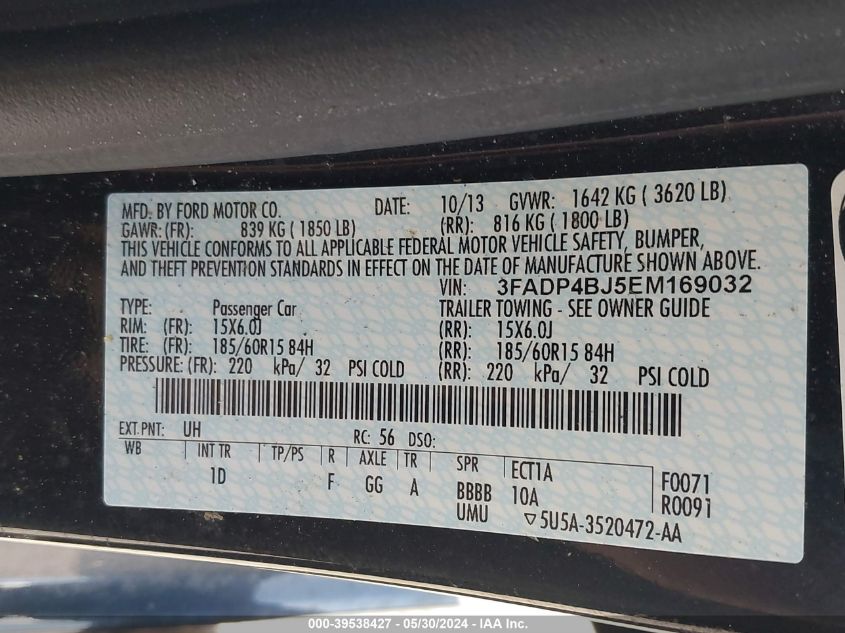 MFD. BY FORD MOTOR CO. DATE: 10/13 GVWR: 1642 KG ( 3620 LB)
GAWR: (FR): 839 KG ( 1850 LB) (RR): 816 KG ( 1800 LB)
THIS VEHICLE CONFORMS TO ALL APPLICABLE FEDERAL MOTOR VEHICLE SAFETY, BUMPER,
AND THEFT PREVENTION STANDARDS IN EFFECT ON THE DATE OF MANUFACTURE SHOWN ABOVE.
VIN: 3FADP4BJ5EM169032
TYPE: Passenger Car TRAILER TOWING - SEE OWNER GUIDE
RIM: (FR): 15X6.0J (RR): 15X6.0J
TIRE: (FR): 185/60R15 84H (RR): 185/60R15 84H
PRESSURE: (FR): 220 kPa/ 32 PSI COLD (RR): 220 kPa/ 32 PSI COLD
EXT. PNT: UH RC: 56 DSO:
WB INT TR TP/PS R AXLE TR SPR ECT1A F0071
1D F GG A BBBB 10A R0091
UMU ▽5U5A-3520472-AA
000-39538427 - 05/30/2024 - IAA Inc.